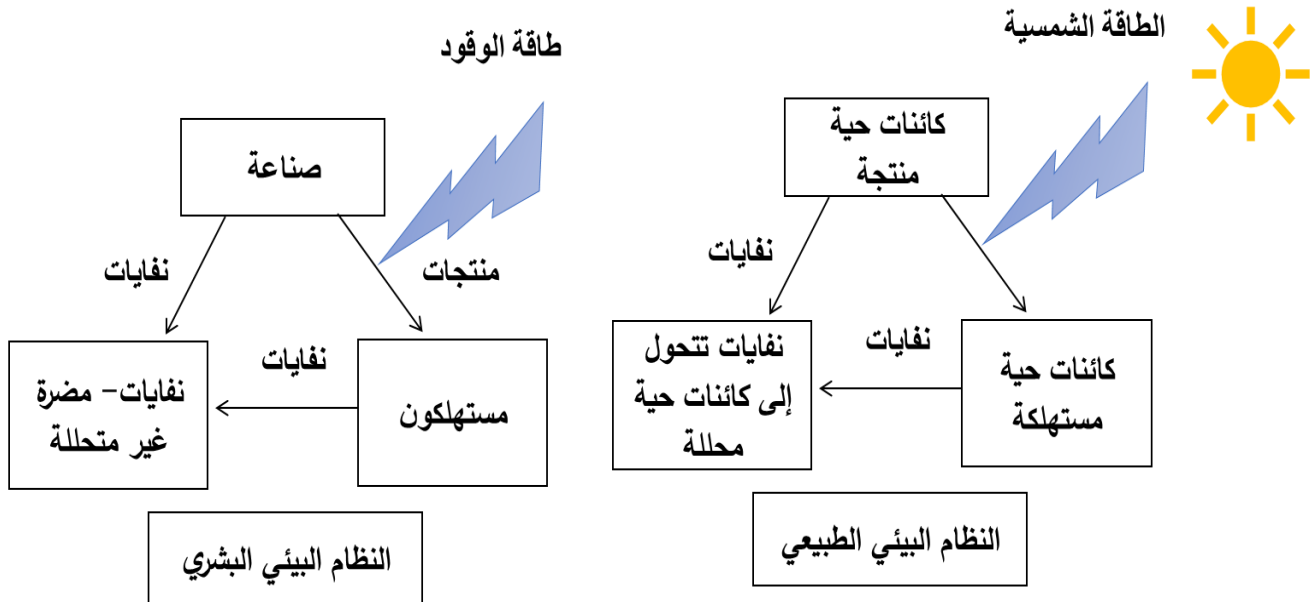 الطاقة الشمسية
كائنات حية
منتجة
نفايات
كائنات حية
مستهلكة
نفايات
نفايات تتحول
إلى كائنات حية
محللة
النظام البيئي الطبيعي
طاقة الوقود
صناعة
منتجات
نفايات
مستهلكون
نفايات
نفايات– مضرة
غير متحللة
النظام البيئي البشري